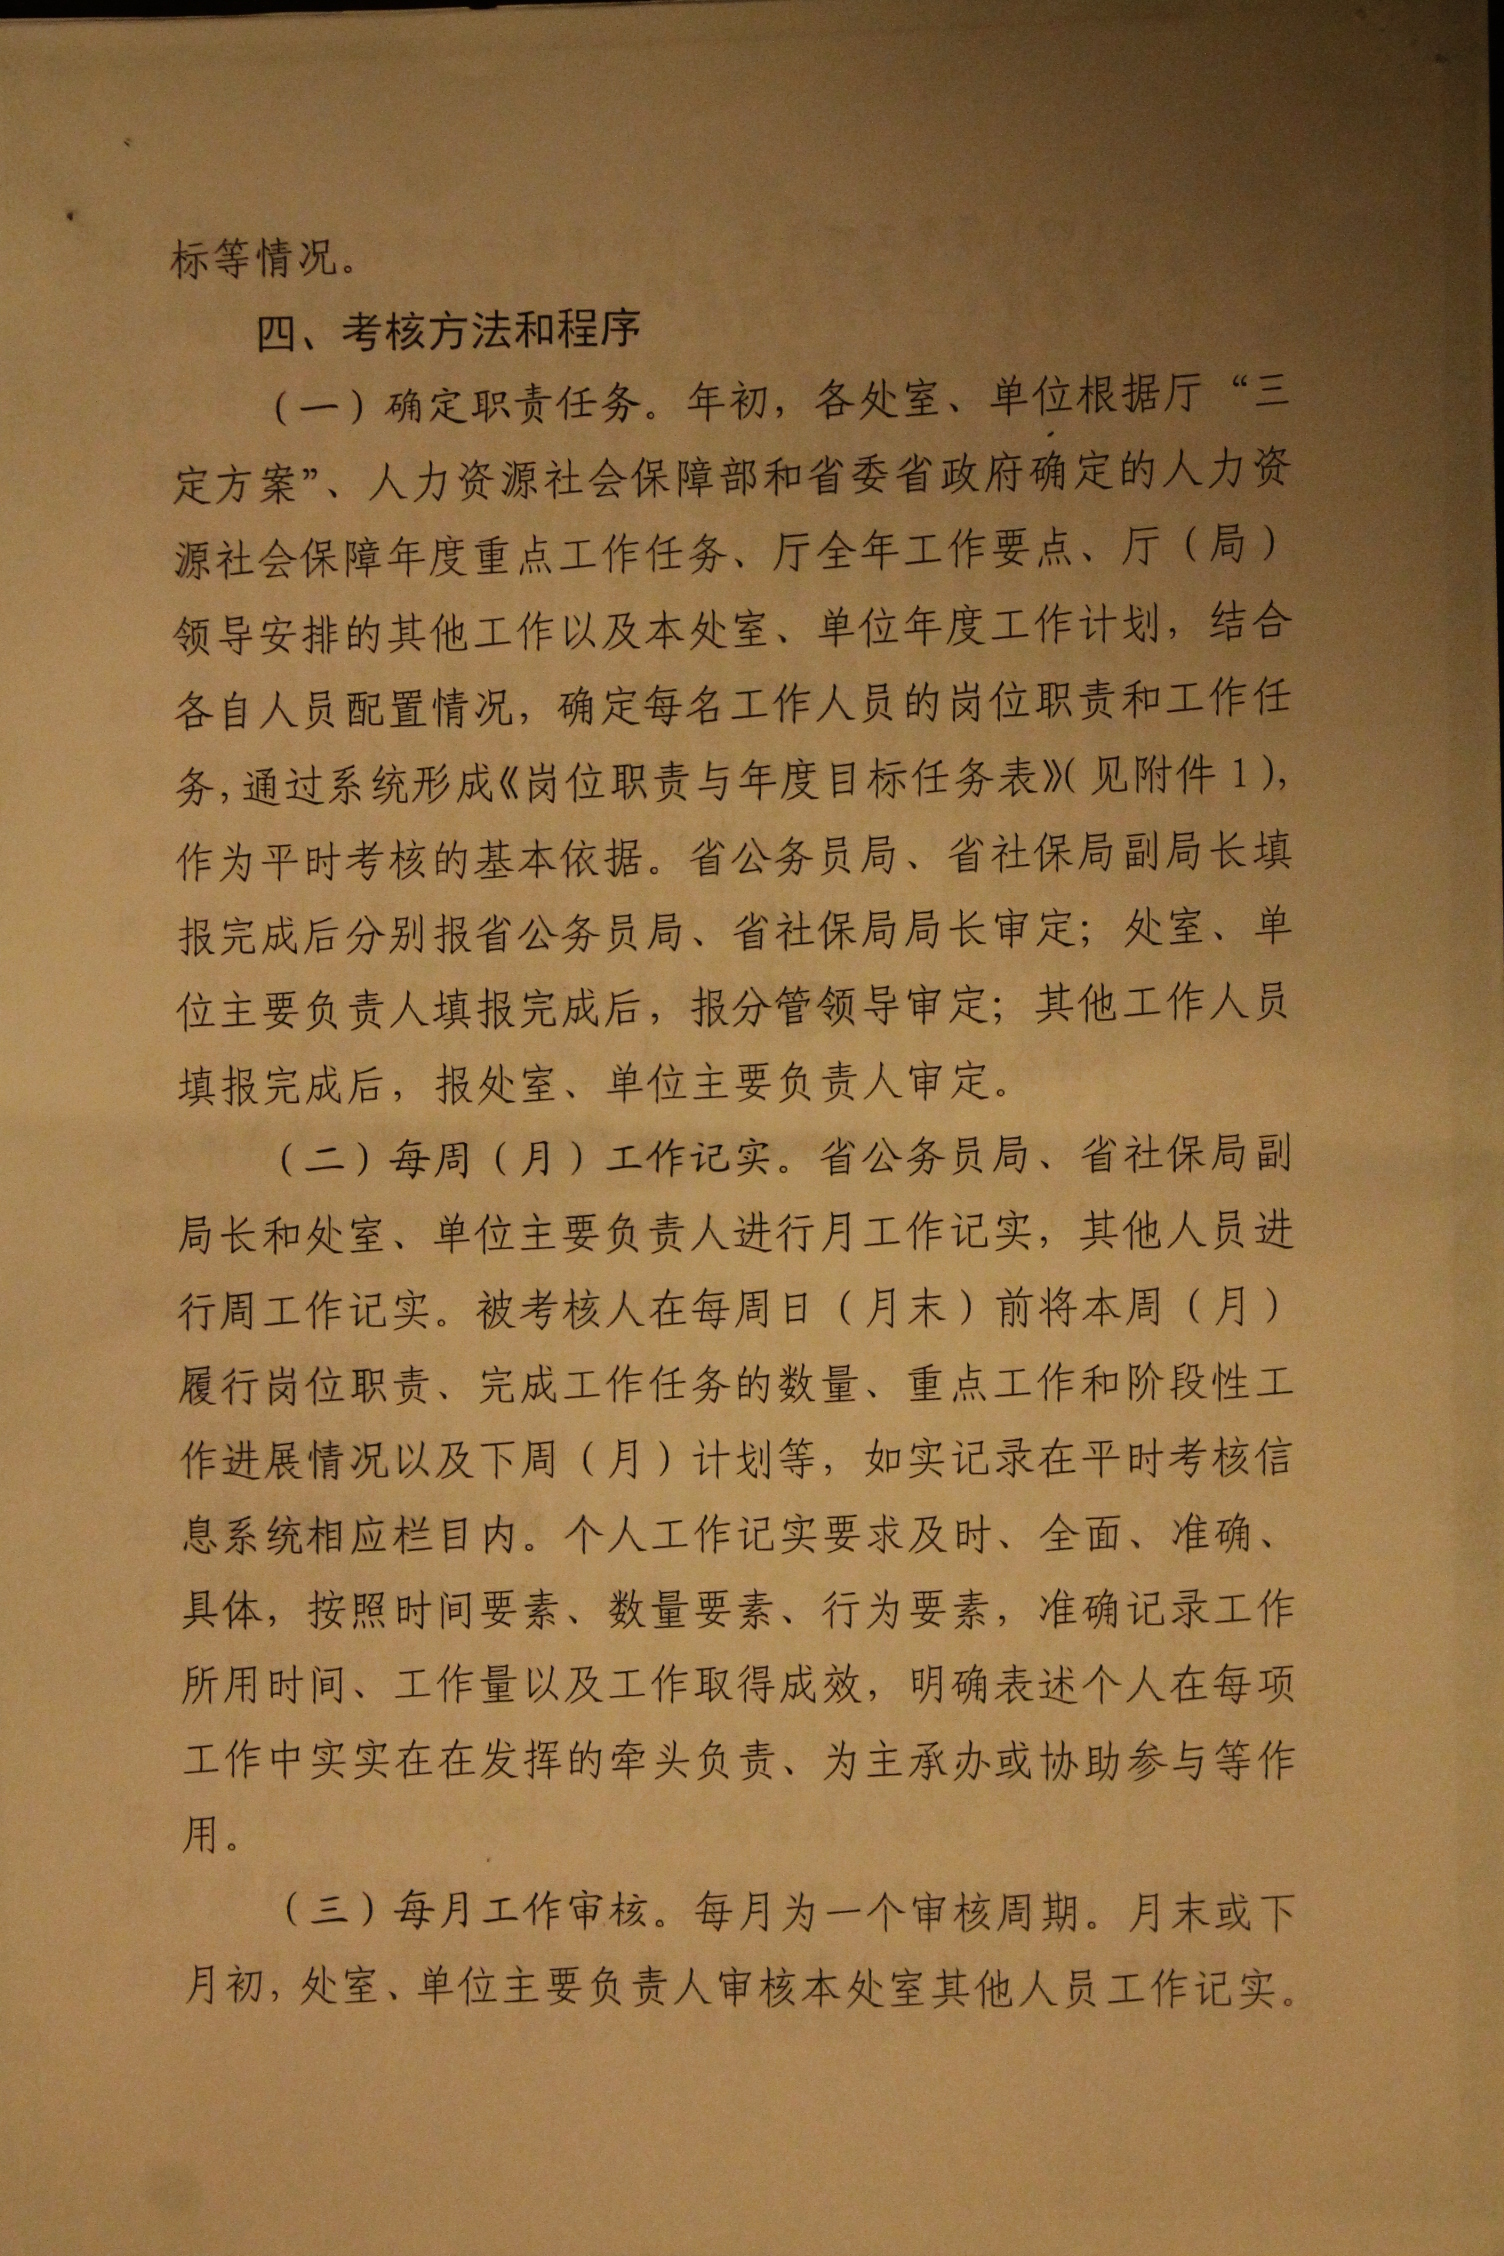 标等情况。
四、考核方法和程序
（一）确定职责任务。年初，各处室、单位根据厅“三
定方案”、人力资源社会保障部和省委省政府确定的人力资
源社会保障年度重点工作任务、厅全年工作要点、厅（局）
领导安排的其他工作以及本处室、单位年度工作计划，结合
各自人员配置情况，确定每名工作人员的岗位职责和工作任
务，通过系统形成《岗位职责与年度目标任务表》（见附件1），
作为平时考核的基本依据。省公务员局、省社保局副局长填
报完成后分别报省公务员局、省社保局局长审定；处室、单
位主要负责人填报完成后，报分管领导审定；其他工作人员
填报完成后，报处室、单位主要负责人审定。
（二）每周（月）工作记实。省公务员局、省社保局副
局长和处室、单位主要负责人进行月工作记实，其他人员进
行周工作记实。被考核人在每周日（月末）前将本周（月）
履行岗位职责、完成工作任务的数量、重点工作和阶段性工
作进展情况以及下周（月）计划等，如实记录在平时考核信
息系统相应栏目内。个人工作记实要求及时、全面、准确、
具体，按照时间要素、数量要素、行为要素，准确记录工作
所用时间、工作量以及工作取得成效，明确表述个人在每项
工作中实实在在发挥的牵头负责、为主承办或协助参与等作
用。
（三）每月工作审核。每月为一个审核周期。月末或下
月初，处室、单位主要负责人审核本处室其他人员工作记实。